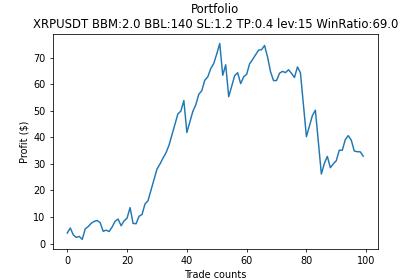 Portfolio
XRPUSDT BBM:2.0 BBL:140 SL:1.2 TP:0.4 lev:15 WinRatio:69.0
Profit ($)
70
60
50
40
30
20
10
0
0 20 40 60 80 100
Trade counts